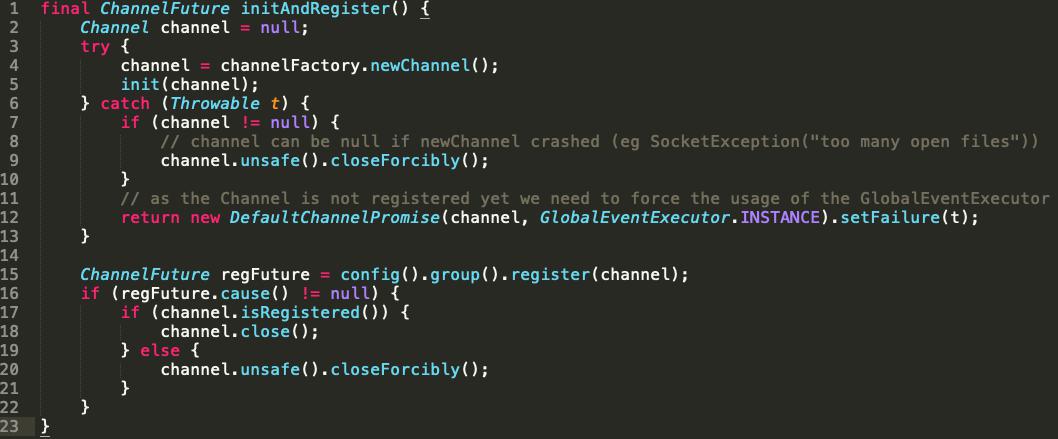 1 final ChannelFuture initAndRegister() {
2     Channel channel = null;
3     try {
4         channel = channelFactory.newChannel();
5         init(channel);
6     } catch (Throwable t) {
7         if (channel != null) {
8             // channel can be null if newChannel crashed (eg SocketException("too many open files"))
9             channel.unsafe().closeForcibly();
10         }
11         // as the Channel is not registered yet we need to force the usage of the GlobalEventExecutor
12         return new DefaultChannelPromise(channel, GlobalEventExecutor.INSTANCE).setFailure(t);
13     }
14
15     ChannelFuture regFuture = config().group().register(channel);
16     if (regFuture.cause() != null) {
17         if (channel.isRegistered()) {
18             channel.close();
19         } else {
20             channel.unsafe().closeForcibly();
21         }
22     }
23 }